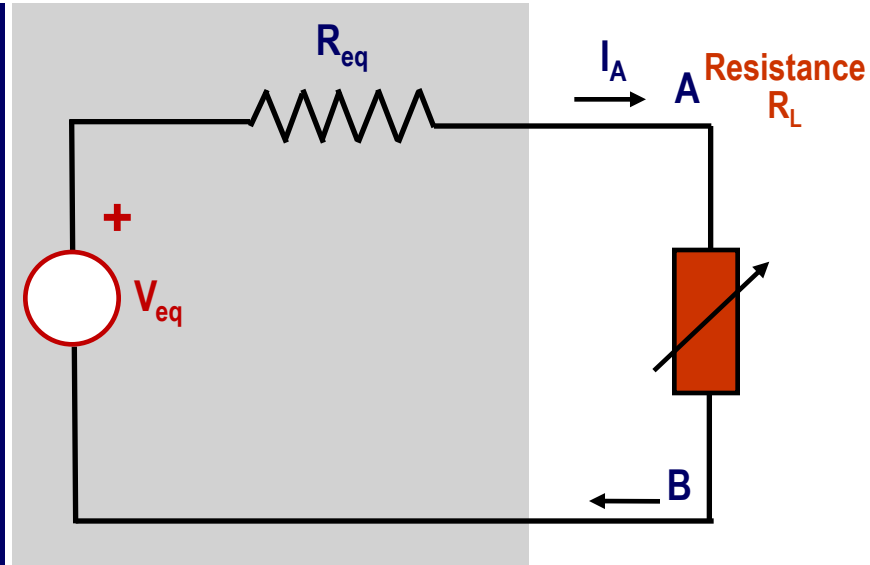 R_eq
I_A
A
Resistance
R_L
+
V_eq
B